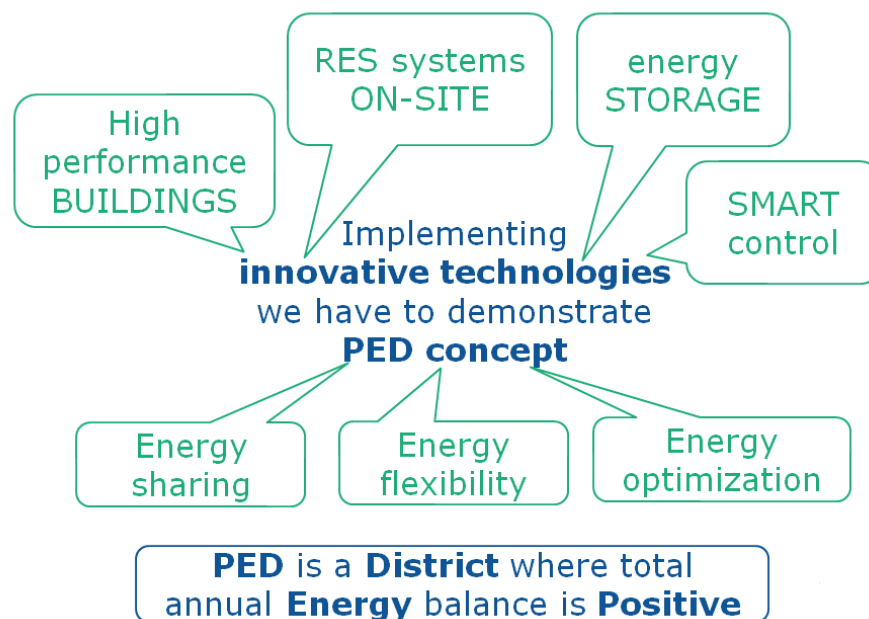 RES systems
ON-SITE
energy
STORAGE
High
performance
BUILDINGS
SMART
control
Implementing
innovative technologies
we have to demonstrate
PED concept
Energy
sharing
Energy
flexibility
Energy
optimization
PED is a District where total
annual Energy balance is Positive